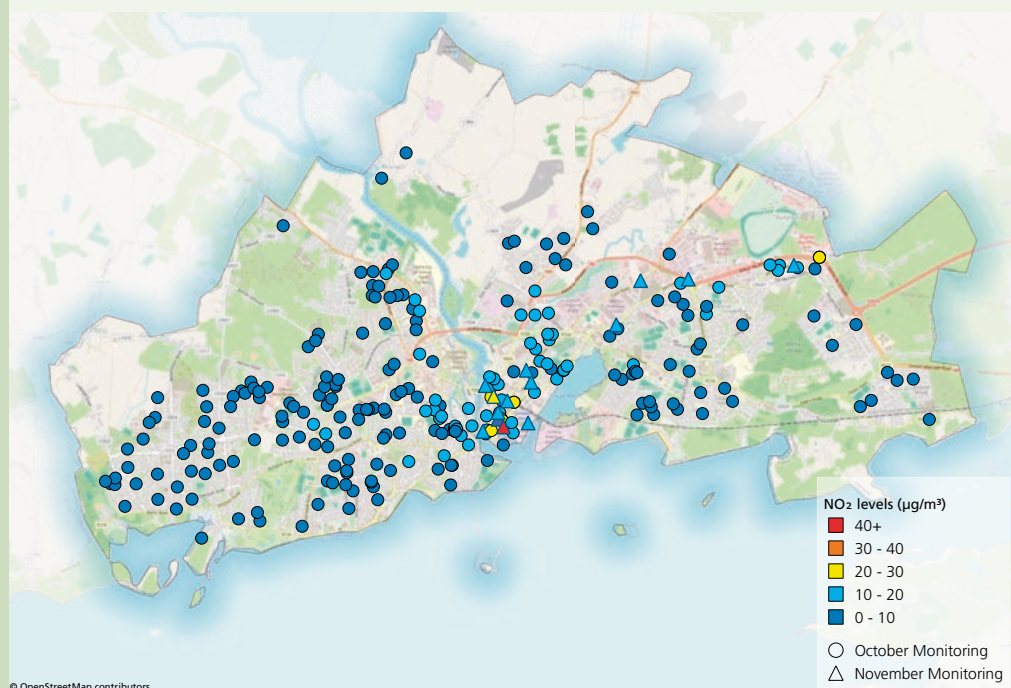 NO₂ levels (µg/m³)
40+
30 - 40
20 - 30
10 - 20
0 - 10
October Monitoring
November Monitoring
© OpenStreetMap contributors